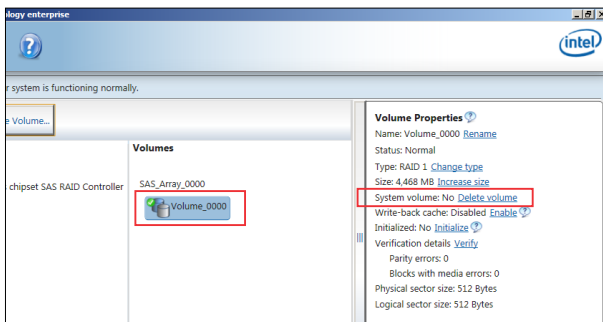 ology enterprise
intel
r system is functioning normally.
e Volume...
Volumes
chipset SAS RAID Controller
SAS_Array_0000
Volume_0000
Volume Properties
Name: Volume_0000 Rename
Status: Normal
Type: RAID 1 Change type
Size: 4,468 MB Increase size
System volume: No Delete volume
Write-back cache: Disabled Enable
Initialized: No Initialize
Verification details Verify
Parity errors: 0
Blocks with media errors: 0
Physical sector size: 512 Bytes
Logical sector size: 512 Bytes